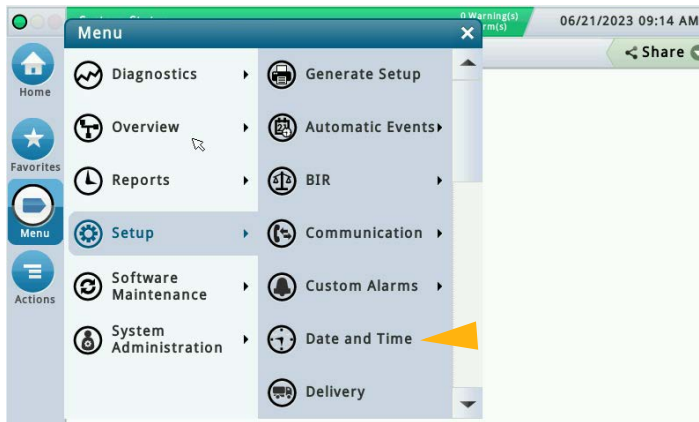 0 Warning(s)
06/21/2023 09:14 AM
Menu
Share
Home
Favorites
Menu
Actions
Diagnostics
Overview
Reports
Setup
Software
Maintenance
System
Administration
Generate Setup
Automatic Events
BIR
Communication
Custom Alarms
Date and Time
Delivery